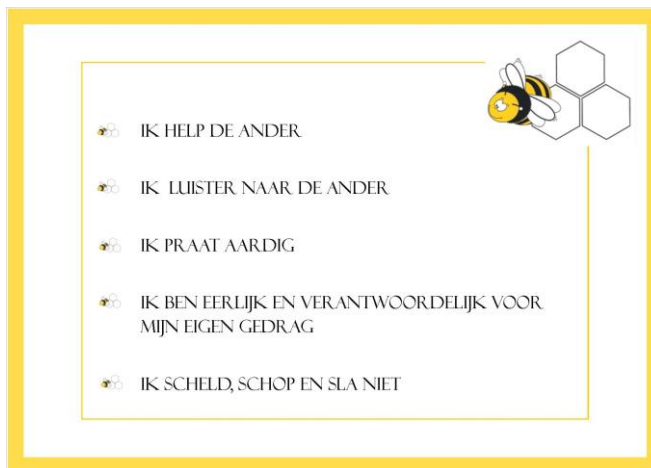 IK HELP DE ANDER
IK LUISTER NAAR DE ANDER
IK PRAAT AARDIG
IK BEN EERLIJK EN VERANTWOORDELIJK VOOR
MIJN EIGEN GEDRAG
IK SCHELD, SCHOP EN SLA NIET